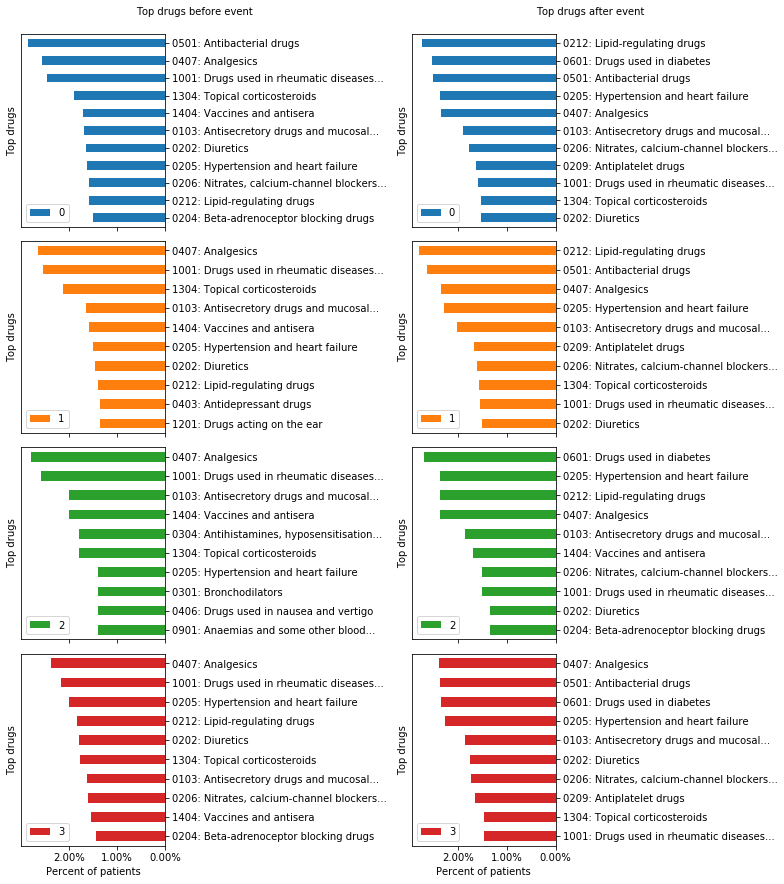 Top drugs before event
Top drugs
0501: Antibacterial drugs
0407: Analgesics
1001: Drugs used in rheumatic diseases...
1304: Topical corticosteroids
1404: Vaccines and antisera
0103: Antisecretory drugs and mucosal...
0202: Diuretics
0205: Hypertension and heart failure
0206: Nitrates, calcium-channel blockers...
0212: Lipid-regulating drugs
0204: Beta-adrenoceptor blocking drugs
0
Top drugs
0407: Analgesics
1001: Drugs used in rheumatic diseases...
1304: Topical corticosteroids
0103: Antisecretory drugs and mucosal...
1404: Vaccines and antisera
0205: Hypertension and heart failure
0202: Diuretics
0212: Lipid-regulating drugs
0403: Antidepressant drugs
1201: Drugs acting on the ear
1
Top drugs
0407: Analgesics
1001: Drugs used in rheumatic diseases...
0103: Antisecretory drugs and mucosal...
1404: Vaccines and antisera
0304: Antihistamines, hyposensitisation...
1304: Topical corticosteroids
0205: Hypertension and heart failure
0301: Bronchodilators
0406: Drugs used in nausea and vertigo
0901: Anaemias and some other blood...
2
Top drugs
0407: Analgesics
1001: Drugs used in rheumatic diseases...
0205: Hypertension and heart failure
0212: Lipid-regulating drugs
0202: Diuretics
1304: Topical corticosteroids
0103: Antisecretory drugs and mucosal...
0206: Nitrates, calcium-channel blockers...
1404: Vaccines and antisera
0204: Beta-adrenoceptor blocking drugs
3
2.00% 1.00% 0.00%
Percent of patients
Top drugs after event
Top drugs
0212: Lipid-regulating drugs
0601: Drugs used in diabetes
0501: Antibacterial drugs
0205: Hypertension and heart failure
0407: Analgesics
0103: Antisecretory drugs and mucosal...
0206: Nitrates, calcium-channel blockers...
0209: Antiplatelet drugs
1001: Drugs used in rheumatic diseases...
1304: Topical corticosteroids
0202: Diuretics
0
Top drugs
0212: Lipid-regulating drugs
0501: Antibacterial drugs
0407: Analgesics
0205: Hypertension and heart failure
0103: Antisecretory drugs and mucosal...
0209: Antiplatelet drugs
0206: Nitrates, calcium-channel blockers...
1304: Topical corticosteroids
1001: Drugs used in rheumatic diseases...
0202: Diuretics
1
Top drugs
0601: Drugs used in diabetes
0205: Hypertension and heart failure
0212: Lipid-regulating drugs
0407: Analgesics
0103: Antisecretory drugs and mucosal...
1404: Vaccines and antisera
0206: Nitrates, calcium-channel blockers...
1001: Drugs used in rheumatic diseases...
0202: Diuretics
0204: Beta-adrenoceptor blocking drugs
2
Top drugs
0407: Analgesics
0501: Antibacterial drugs
0601: Drugs used in diabetes
0205: Hypertension and heart failure
0103: Antisecretory drugs and mucosal...
0202: Diuretics
0206: Nitrates, calcium-channel blockers...
0209: Antiplatelet drugs
1304: Topical corticosteroids
1001: Drugs used in rheumatic diseases...
3
2.00% 1.00% 0.00%
Percent of patients